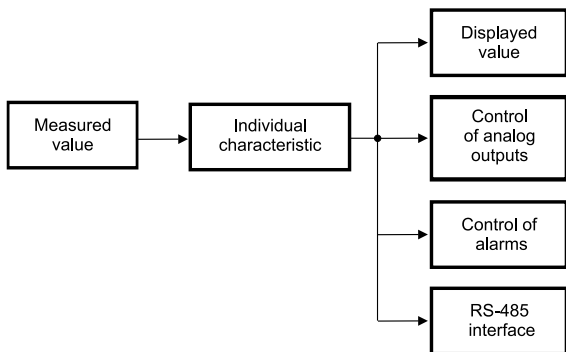 Measured
value
Individual
characteristic
Displayed
value
Control
of analog
outputs
Control of
alarms
RS-485
interface